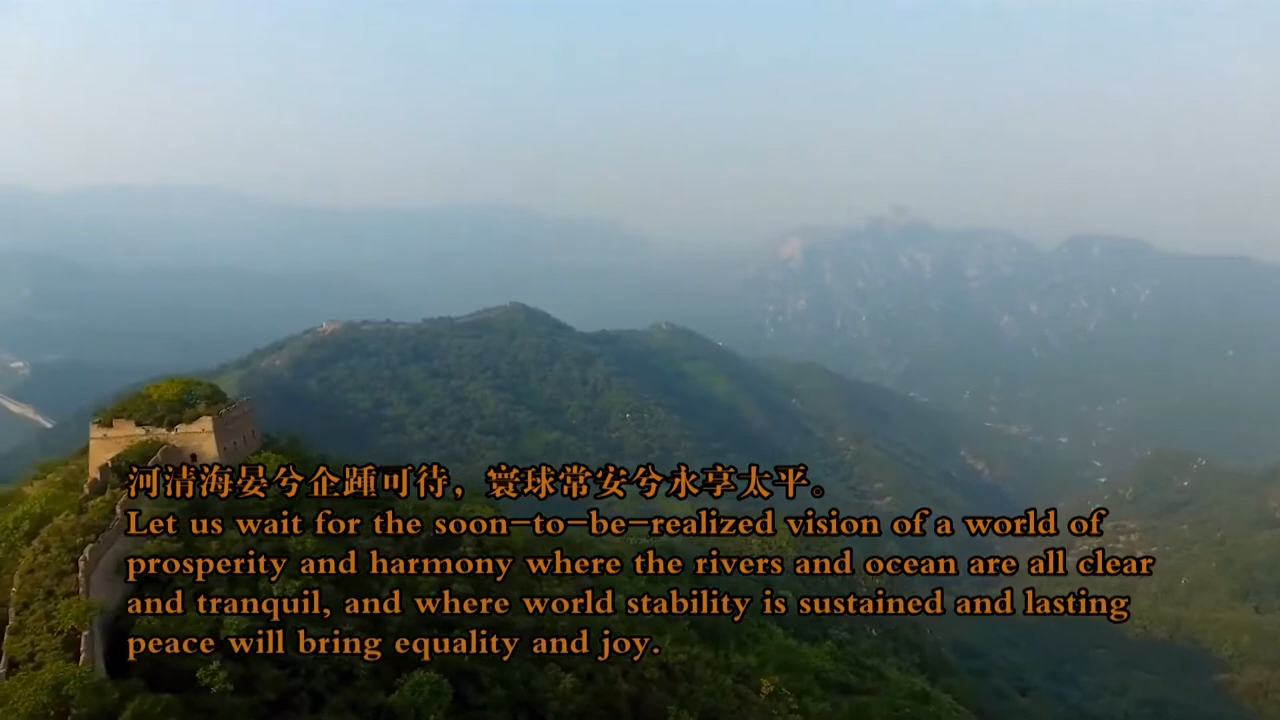 河清海晏兮企踵可待，寰球常安兮永享太平。
Let us wait for the soon-to-be-realized vision of a world of
prosperity and harmony where the rivers and ocean are all clear
and tranquil, and where world stability is sustained and lasting
peace will bring equality and joy.